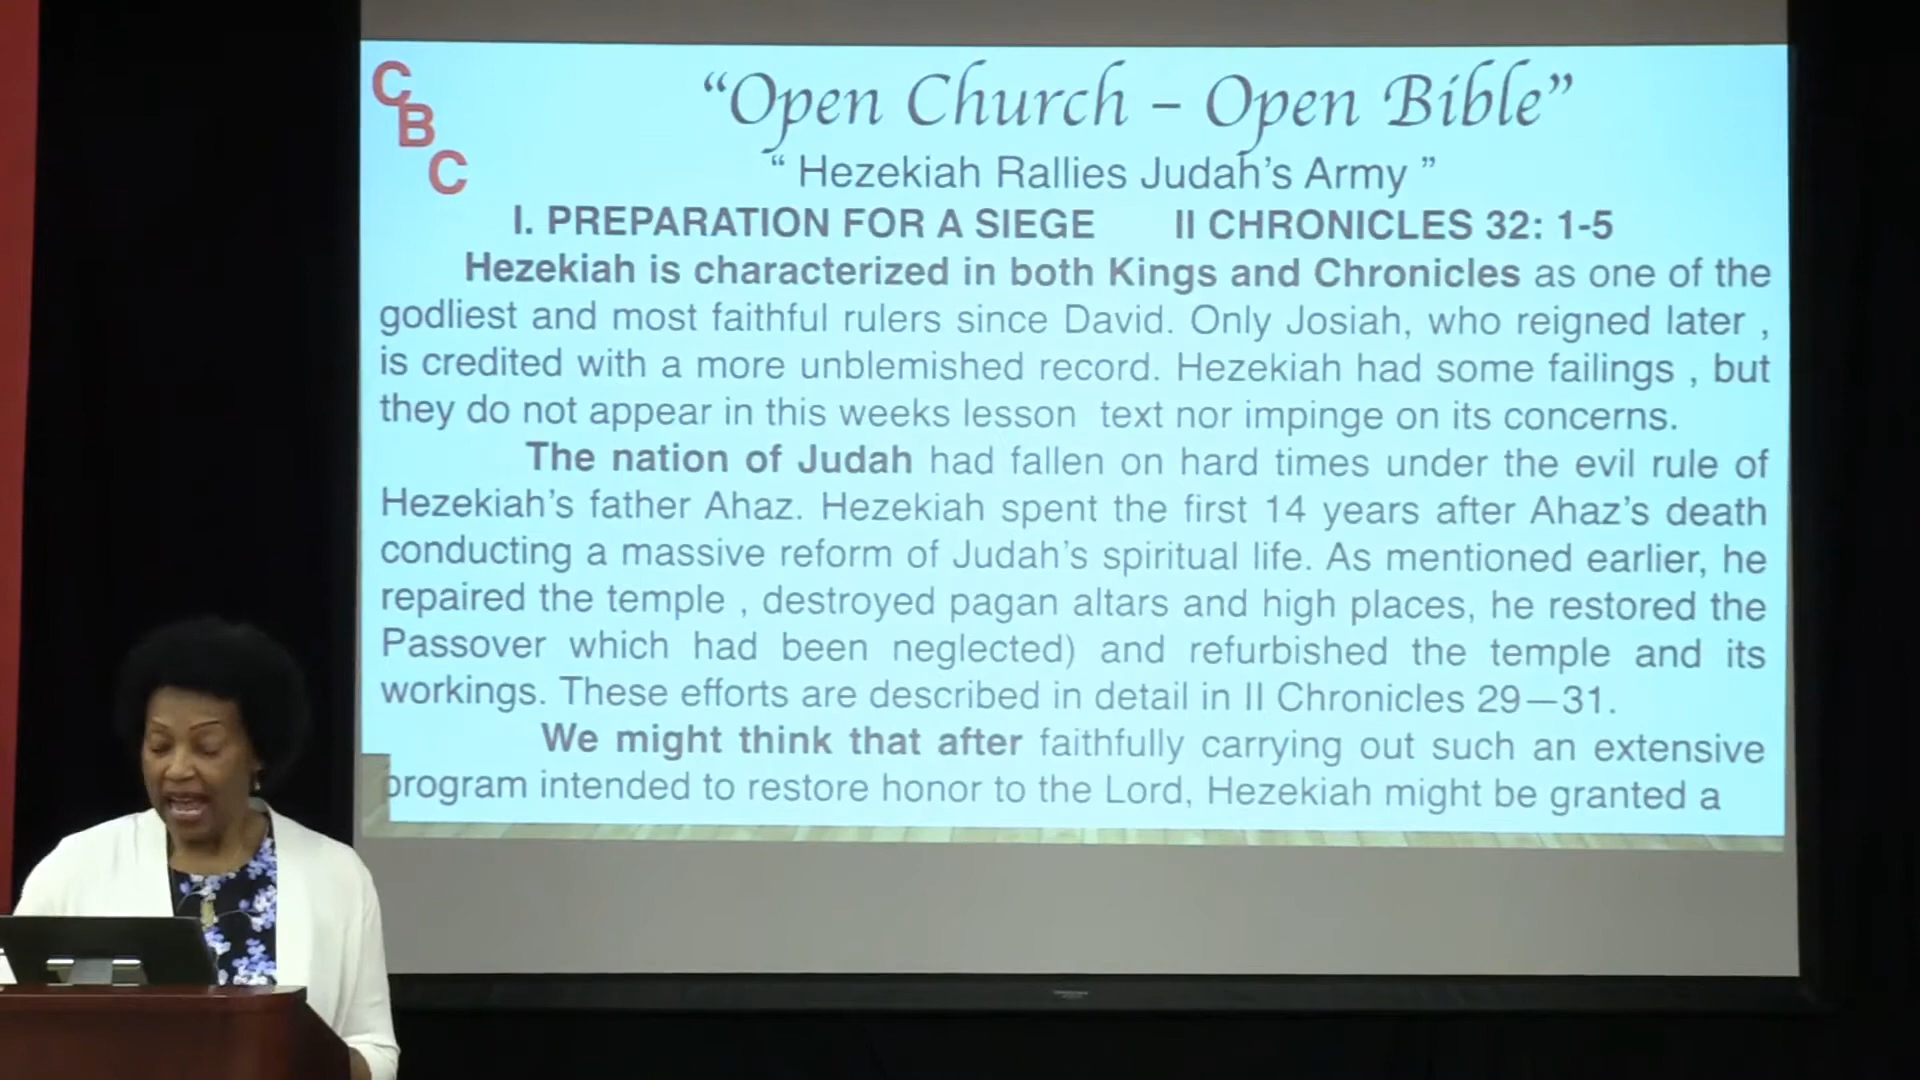 C
B
C
“Open Church – Open Bible”
“ Hezekiah Rallies Judah’s Army ”
I. PREPARATION FOR A SIEGE II CHRONICLES 32: 1-5
Hezekiah is characterized in both Kings and Chronicles as one of the
godliest and most faithful rulers since David. Only Josiah, who reigned later ,
is credited with a more unblemished record. Hezekiah had some failings , but
they do not appear in this weeks lesson text nor impinge on its concerns.
The nation of Judah had fallen on hard times under the evil rule of
Hezekiah’s father Ahaz. Hezekiah spent the first 14 years after Ahaz’s death
conducting a massive reform of Judah’s spiritual life. As mentioned earlier, he
repaired the temple , destroyed pagan altars and high places, he restored the
Passover which had been neglected) and refurbished the temple and its
workings. These efforts are described in detail in II Chronicles 29—31.
We might think that after faithfully carrying out such an extensive
program intended to restore honor to the Lord, Hezekiah might be granted a